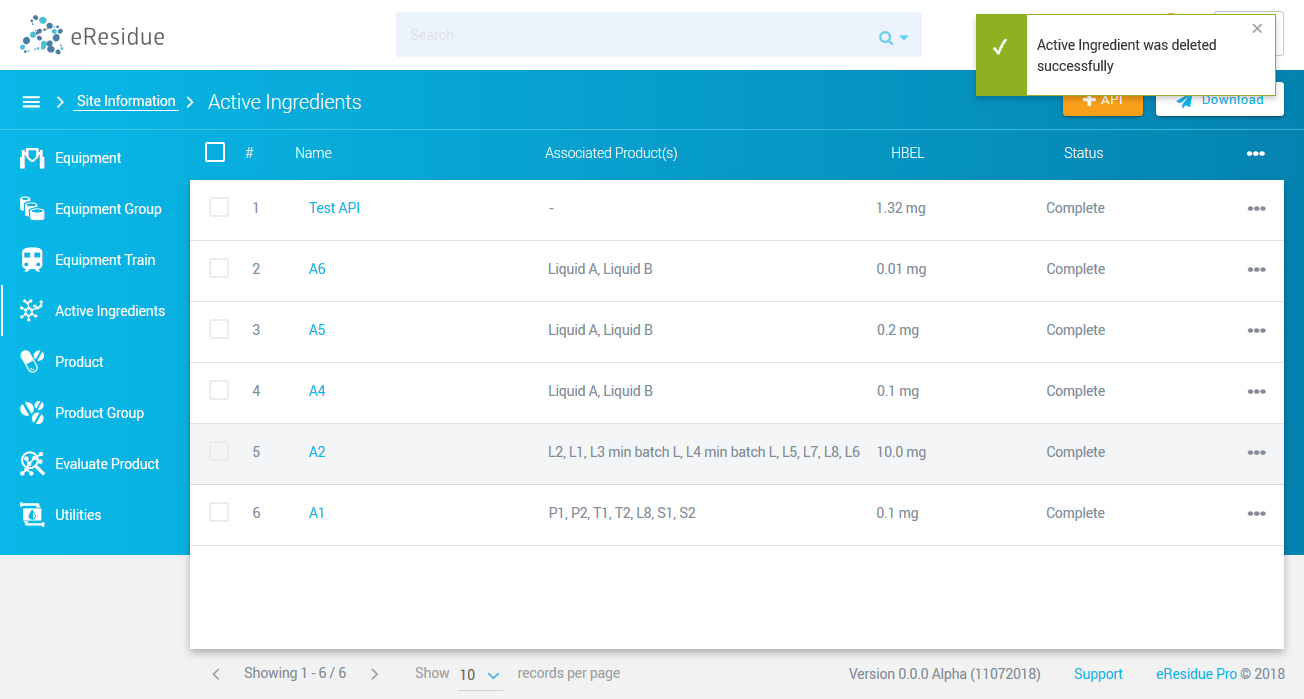 eResidue
Search
Active Ingredient was deleted
successfully
Site Information
Active Ingredients
API
Download
Equipment
Equipment Group
Equipment Train
Active Ingredients
Product
Product Group
Evaluate Product
Utilities
# Name Associated Product(s) HBEL Status
1 Test API - 1.32 mg Complete
2 A6 Liquid A, Liquid B 0.01 mg Complete
3 A5 Liquid A, Liquid B 0.2 mg Complete
4 A4 Liquid A, Liquid B 0.1 mg Complete
5 A2 L2, L1, L3 min batch L, L4 min batch L, L5, L7, L8, L6 10.0 mg Complete
6 A1 P1, P2, T1, T2, L8, S1, S2 0.1 mg Complete
Showing 1 - 6 / 6 Show 10 records per page Version 0.0.0 Alpha (11072018) Support eResidue Pro © 2018